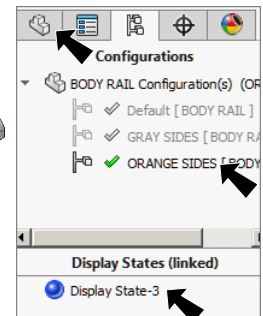 Configurations
BODY RAIL Configuration(s) (OR
Default [ BODY RAIL ]
GRAY SIDES [ BODY RA
ORANGE SIDES [ BODY
Display States (linked)
Display State-3